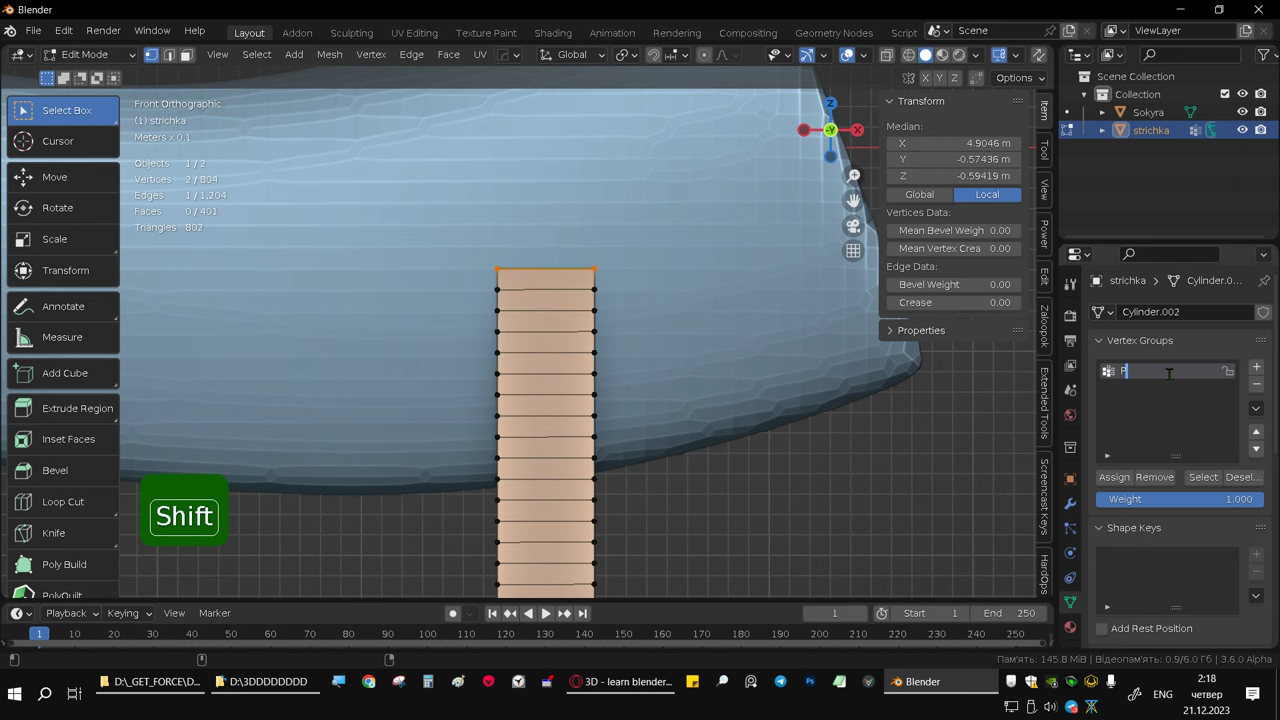 Blender
File Edit Render Window Help Layout Addon Sculpting UV Editing Texture Paint Shading Animation Rendering Compositing Geometry Nodes Script Scene ViewLayer
Edit Mode View Select Add Mesh Vertex Edge Face UV Global
X Y Z Options
Select Box
Cursor
Move
Rotate
Scale
Transform
Annotate
Measure
Add Cube
Extrude Region
Inset Faces
Bevel
Loop Cut
Knife
Poly Build
PolyQuilt
Front Orthographic
(1) strichka
Meters x 0.1
Objects 1 / 2
Vertices 2 / 804
Edges 1 / 1,204
Faces 0 / 401
Triangles 802
Shift
Z
-Y
X
Transform
Median:
X 4.9046 m
Y -0.57436 m
Z -0.59419 m
Global Local
Vertices Data:
Mean Bevel Weigh 0.00
Mean Vertex Crea 0.00
Edge Data:
Bevel Weight 0.00
Crease 0.00
Properties
Item
Tool
View
Power
Edit
Zaloopok
Extended Tools
Screencast Keys
HardOps
Scene Collection
Collection
Sokyra
strichka
strichka Cylinder.0...
Cylinder.002
Vertex Groups
P
Assign Remove Select Desel...
Weight 1.000
Shape Keys
Add Rest Position
Playback Keying View Marker 1 Start 1 End 250
1 10 20 30 40 50 60 70 80 90 100 110 120 130 140 150 160 170 180 190 200 210 220 230 240 250
Пам'ять: 145.8 МіВ | Відеопам'ять: 0.9/6.0 Гб | 3.6.0 Alpha
D:\_GET_FORCE/D... D:\3DDDDDDDD 3D - learn blender... Blender
ENG
2:18
четвер
21.12.2023